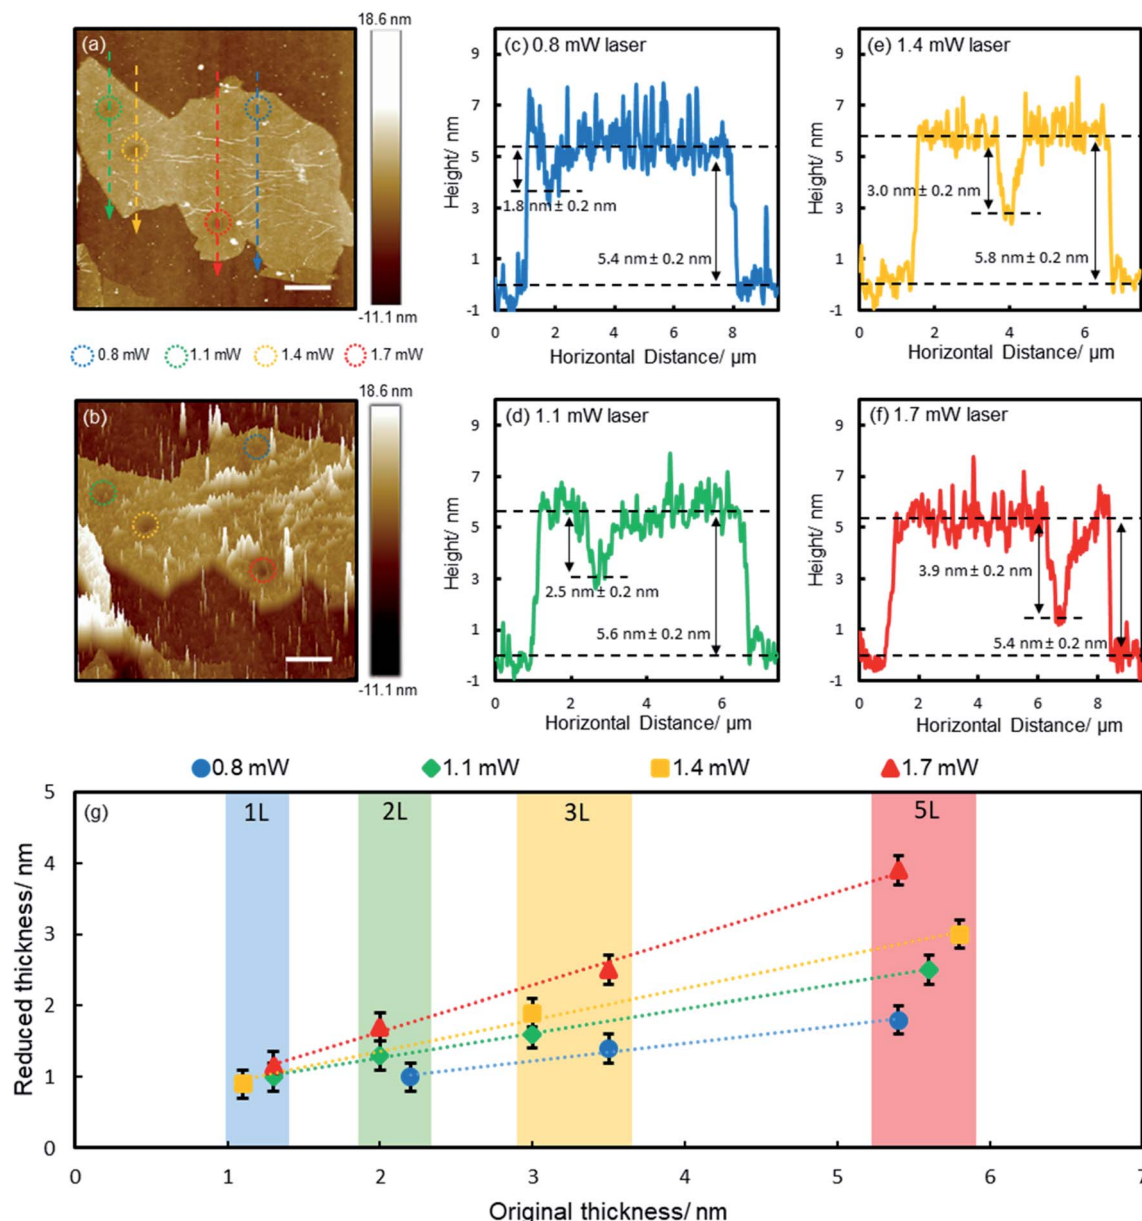 (a)
18.6 nm
-11.1 nm
0.8 mW 1.1 mW 1.4 mW 1.7 mW
(b)
18.6 nm
-11.1 nm
(c) 0.8 mW laser
Height/ nm
9
7
5
3
1
-1
1.8 nm ± 0.2 nm
5.4 nm ± 0.2 nm
0 2 4 6 8
Horizontal Distance/ μm
(e) 1.4 mW laser
Height/ nm
9
7
5
3
1
-1
3.0 nm ± 0.2 nm
5.8 nm ± 0.2 nm
0 2 4 6
Horizontal Distance/ μm
(d) 1.1 mW laser
Height/ nm
9
7
5
3
1
-1
2.5 nm ± 0.2 nm
5.6 nm ± 0.2 nm
0 2 4 6
Horizontal Distance/ μm
(f) 1.7 mW laser
Height/ nm
9
7
5
3
1
-1
3.9 nm ± 0.2 nm
5.4 nm ± 0.2 nm
0 2 4 6 8
Horizontal Distance/ μm
0.8 mW 1.1 mW 1.4 mW 1.7 mW
(g)
1L 2L 3L 5L
Reduced thickness/ nm
5
4
3
2
1
0
0 1 2 3 4 5 6 7
Original thickness/ nm